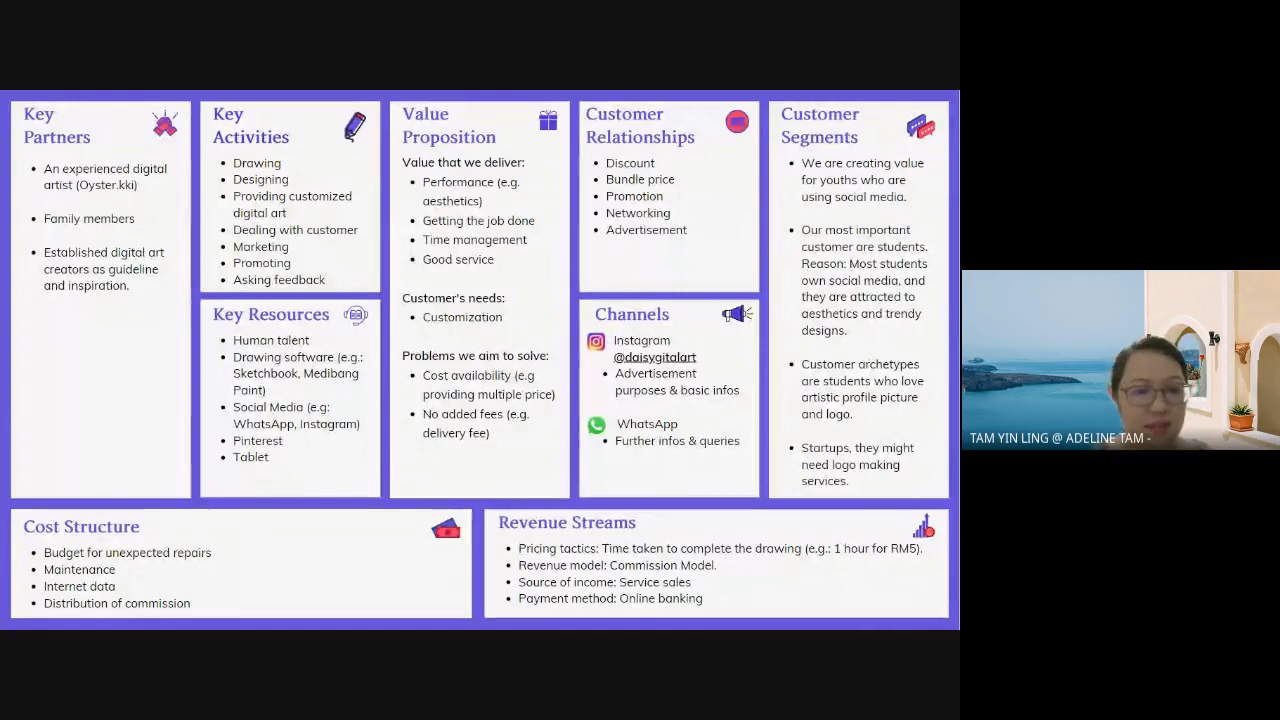 Key
Partners
An experienced digital
artist (Oyster.kki)
Family members
Established digital art
creators as guideline
and inspiration.
Key
Activities
Drawing
Designing
Providing customized
digital art
Dealing with customer
Marketing
Promoting
Asking feedback
Key Resources
Human talent
Drawing software (e.g.:
Sketchbook, Medibang
Paint)
Social Media (e.g:
WhatsApp, Instagram)
Pinterest
Tablet
Value
Proposition
Value that we deliver:
Performance (e.g.
aesthetics)
Getting the job done
Time management
Good service
Customer's needs:
Customization
Problems we aim to solve:
Cost availability (e.g
providing multiple price)
No added fees (e.g.
delivery fee)
Customer
Relationships
Discount
Bundle price
Promotion
Networking
Advertisement
Channels
Instagram
@daisygitalart
Advertisement
purposes & basic infos
WhatsApp
Further infos & queries
Customer
Segments
We are creating value
for youths who are
using social media.
Our most important
customer are students.
Reason: Most students
own social media, and
they are attracted to
aesthetics and trendy
designs.
Customer archetypes
are students who love
artistic profile picture
and logo.
Startups, they might
need logo making
services.
Cost Structure
Budget for unexpected repairs
Maintenance
Internet data
Distribution of commission
Revenue Streams
Pricing tactics: Time taken to complete the drawing (e.g.: 1 hour for RM5).
Revenue model: Commission Model.
Source of income: Service sales
Payment method: Online banking
TAM YIN LING @ ADELINE TAM -